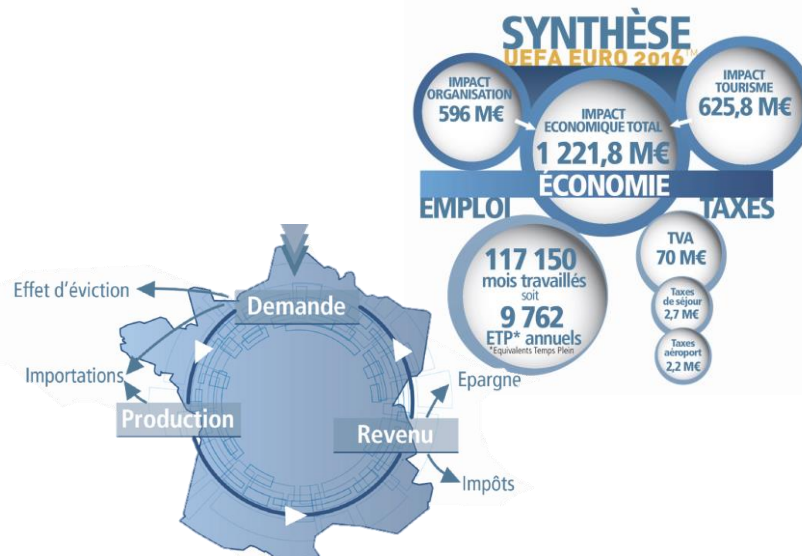 SYNTHÈSE
UEFA EURO 2016™
IMPACT
ORGANISATION
596 M€
IMPACT
ECONOMIQUE TOTAL
1 221,8 M€
IMPACT
TOURISME
625,8 M€
ÉCONOMIE
EMPLOI
TAXES
117 150
mois travaillés
soit
9 762
ETP* annuels
*Equivalents Temps Plein
TVA
70 M€
Taxes
de séjour
2,7 M€
Taxes
aéroport
2,2 M€
Effet d'éviction
Demande
Importations
Production
Epargne
Revenu
Impôts